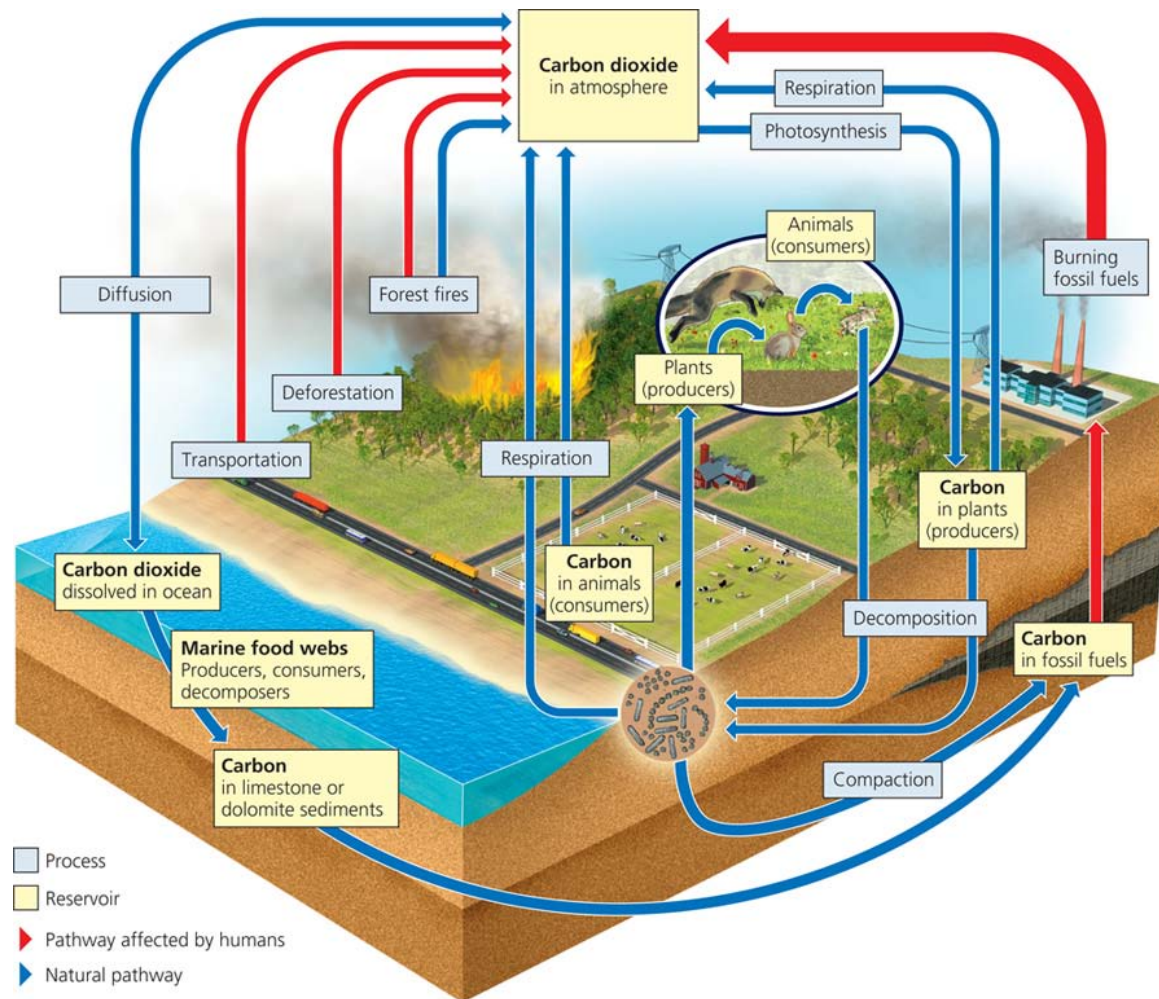 Carbon dioxide
in atmosphere
Respiration
Photosynthesis
Animals
(consumers)
Diffusion
Forest fires
Burning
fossil fuels
Plants
(producers)
Deforestation
Transportation
Respiration
Carbon
in plants
(producers)
Carbon dioxide
dissolved in ocean
Carbon
in animals
(consumers)
Decomposition
Marine food webs
Producers, consumers,
decomposers
Carbon
in fossil fuels
Carbon
in limestone or
dolomite sediments
Compaction
Process
Reservoir
Pathway affected by humans
Natural pathway